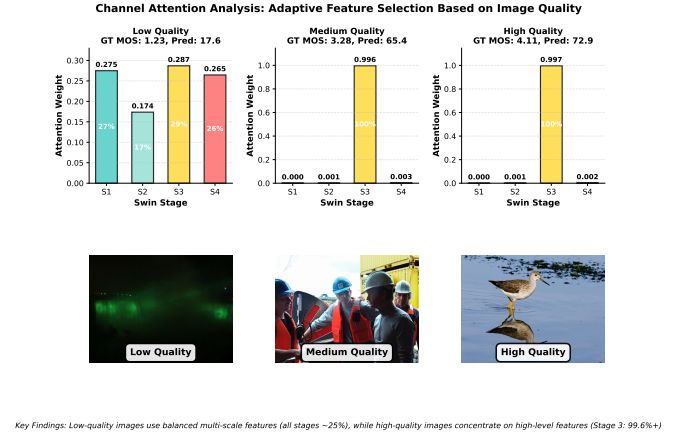 Channel Attention Analysis: Adaptive Feature Selection Based on Image Quality
Low Quality
GT MOS: 1.23, Pred: 17.6
Attention Weight
0.30
0.25
0.20
0.15
0.10
0.05
0.00
0.275
0.174
0.287
0.265
27%
17%
29%
26%
S1 S2 S3 S4
Swin Stage
Medium Quality
GT MOS: 3.28, Pred: 65.4
Attention Weight
1.0
0.8
0.6
0.4
0.2
0.0
0.000
0.001
0.996
0.003
100%
S1 S2 S3 S4
Swin Stage
High Quality
GT MOS: 4.11, Pred: 72.9
Attention Weight
1.0
0.8
0.6
0.4
0.2
0.0
0.000
0.001
0.997
0.002
100%
S1 S2 S3 S4
Swin Stage
Low Quality
Medium Quality
High Quality
Key Findings: Low-quality images use balanced multi-scale features (all stages ~25%), while high-quality images concentrate on high-level features (Stage 3: 99.6%+)